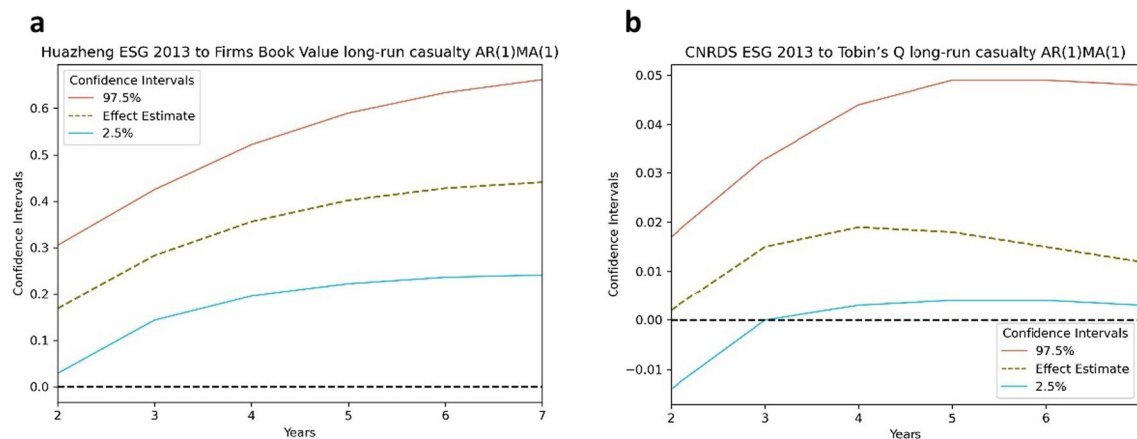 a
Huazheng ESG 2013 to Firms Book Value long-run casualty AR(1)MA(1)
Confidence Intervals
97.5%
Effect Estimate
2.5%
0.6
0.5
0.4
0.3
0.2
0.1
0.0
Confidence Intervals
2
3
4
5
6
7
Years
b
CNRDS ESG 2013 to Tobin's Q long-run casualty AR(1)MA(1)
0.05
0.04
0.03
0.02
0.01
0.00
−0.01
Confidence Intervals
Confidence Intervals
97.5%
Effect Estimate
2.5%
2
3
4
5
6
Years